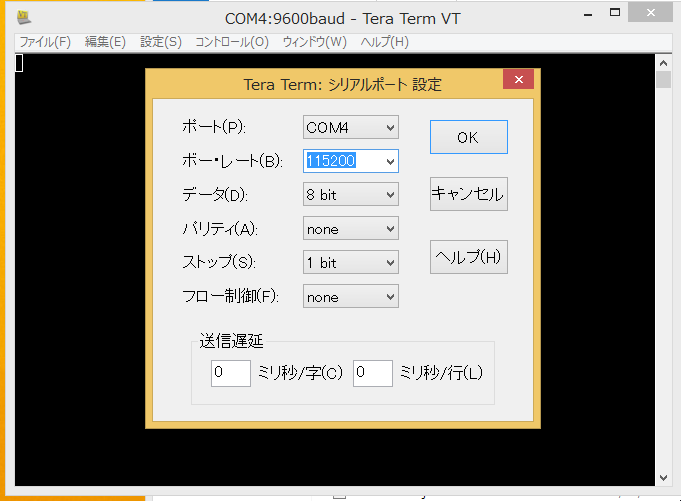 COM4:9600baud - Tera Term VT
ファイル(F) 編集(E) 設定(S) コントロール(O) ウィンドウ(W) ヘルプ(H)
Tera Term: シリアルポート 設定
ポート(P): COM4
OK
ボー・レート(B): 115200
データ(D): 8 bit
キャンセル
パリティ(A): none
ストップ(S): 1 bit
ヘルプ(H)
フロー制御(F): none
送信遅延
0 ミリ秒/字(C) 0 ミリ秒/行(L)